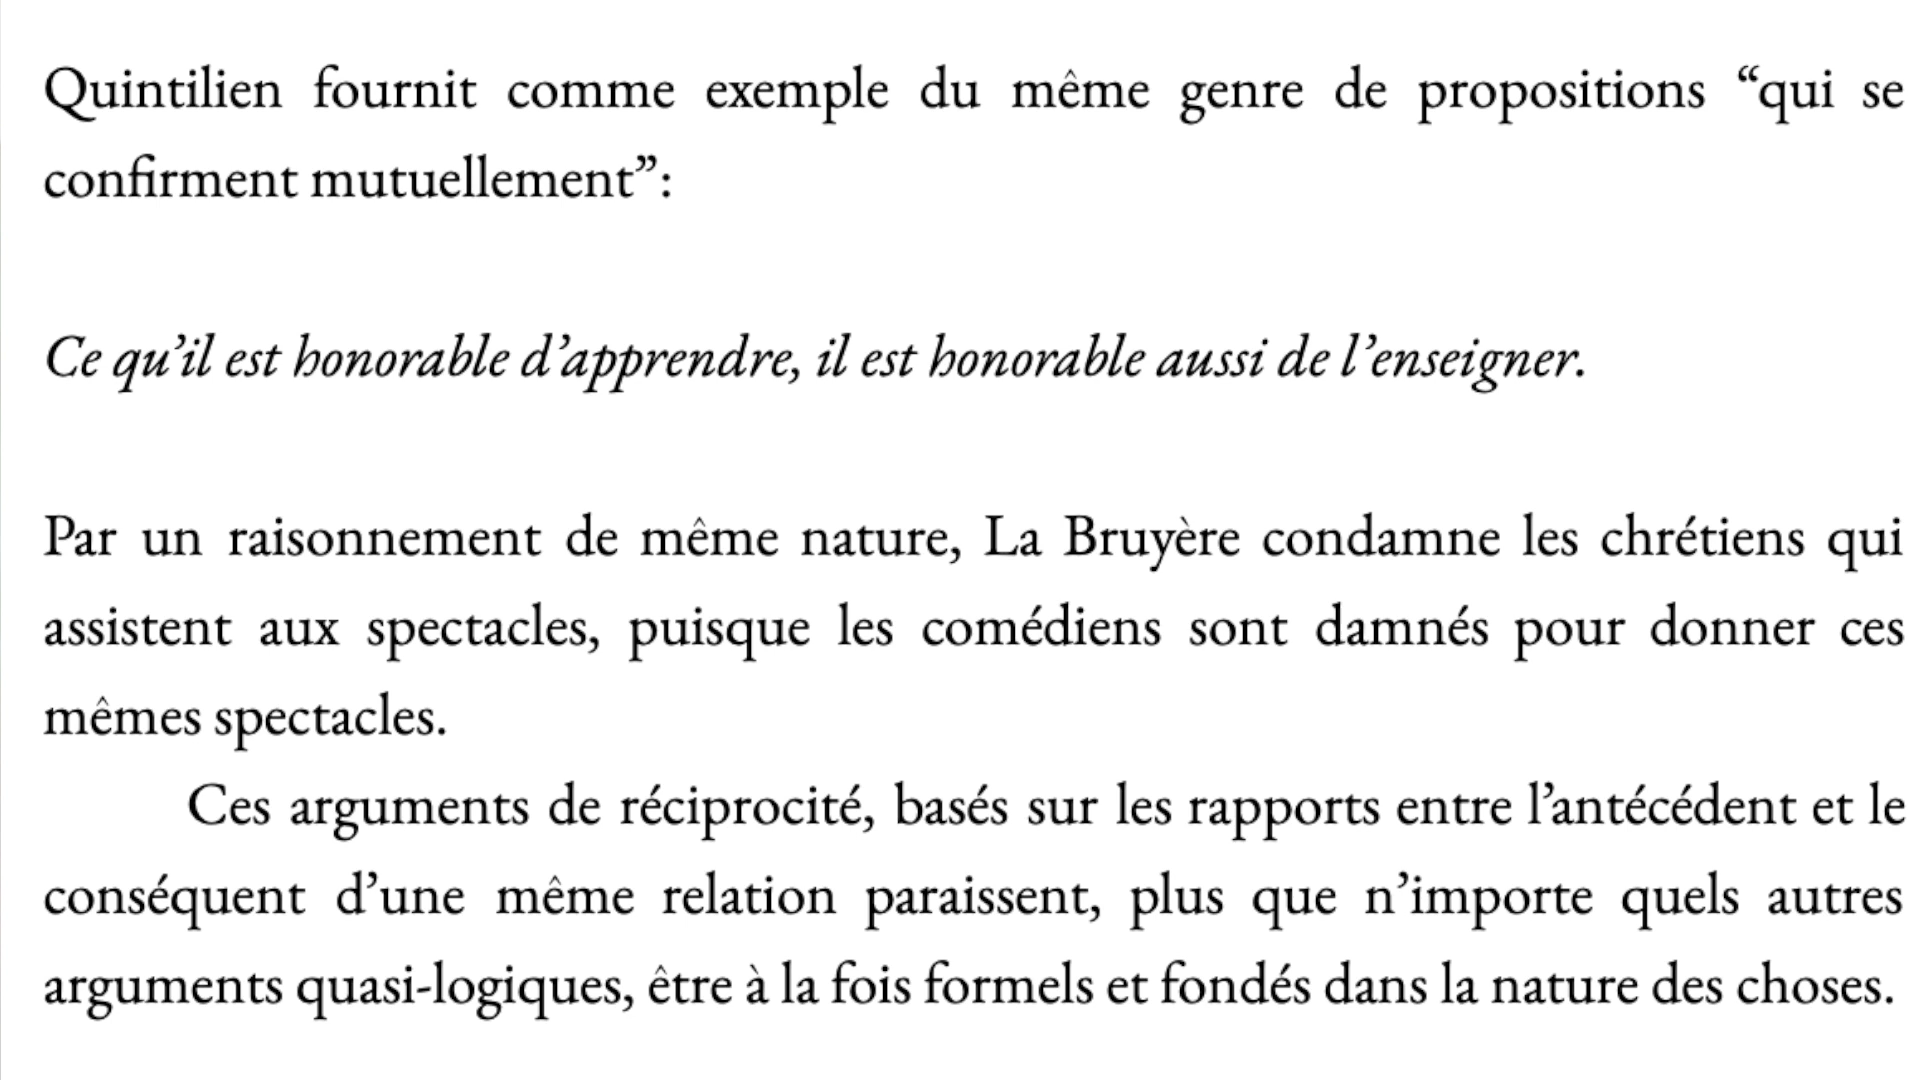 Quintilien fournit comme exemple du même genre de propositions “qui se
confirment mutuellement”:
Ce qu’il est honorable d’apprendre, il est honorable aussi de l’enseigner.
Par un raisonnement de même nature, La Bruyère condamne les chrétiens qui
assistent aux spectacles, puisque les comédiens sont damnés pour donner ces
mêmes spectacles.
Ces arguments de réciprocité, basés sur les rapports entre l’antécédent et le
conséquent d’une même relation paraissent, plus que n’importe quels autres
arguments quasi-logiques, être à la fois formels et fondés dans la nature des choses.